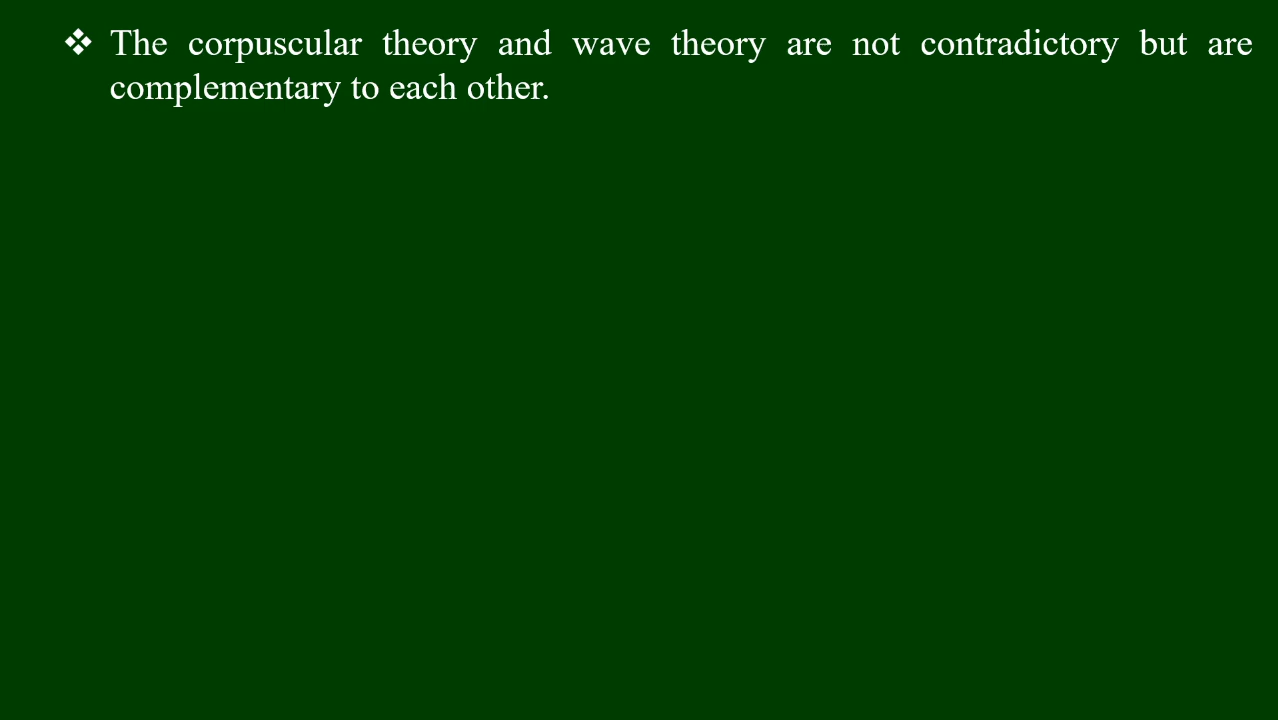 ❖ The corpuscular theory and wave theory are not contradictory but are
complementary to each other.